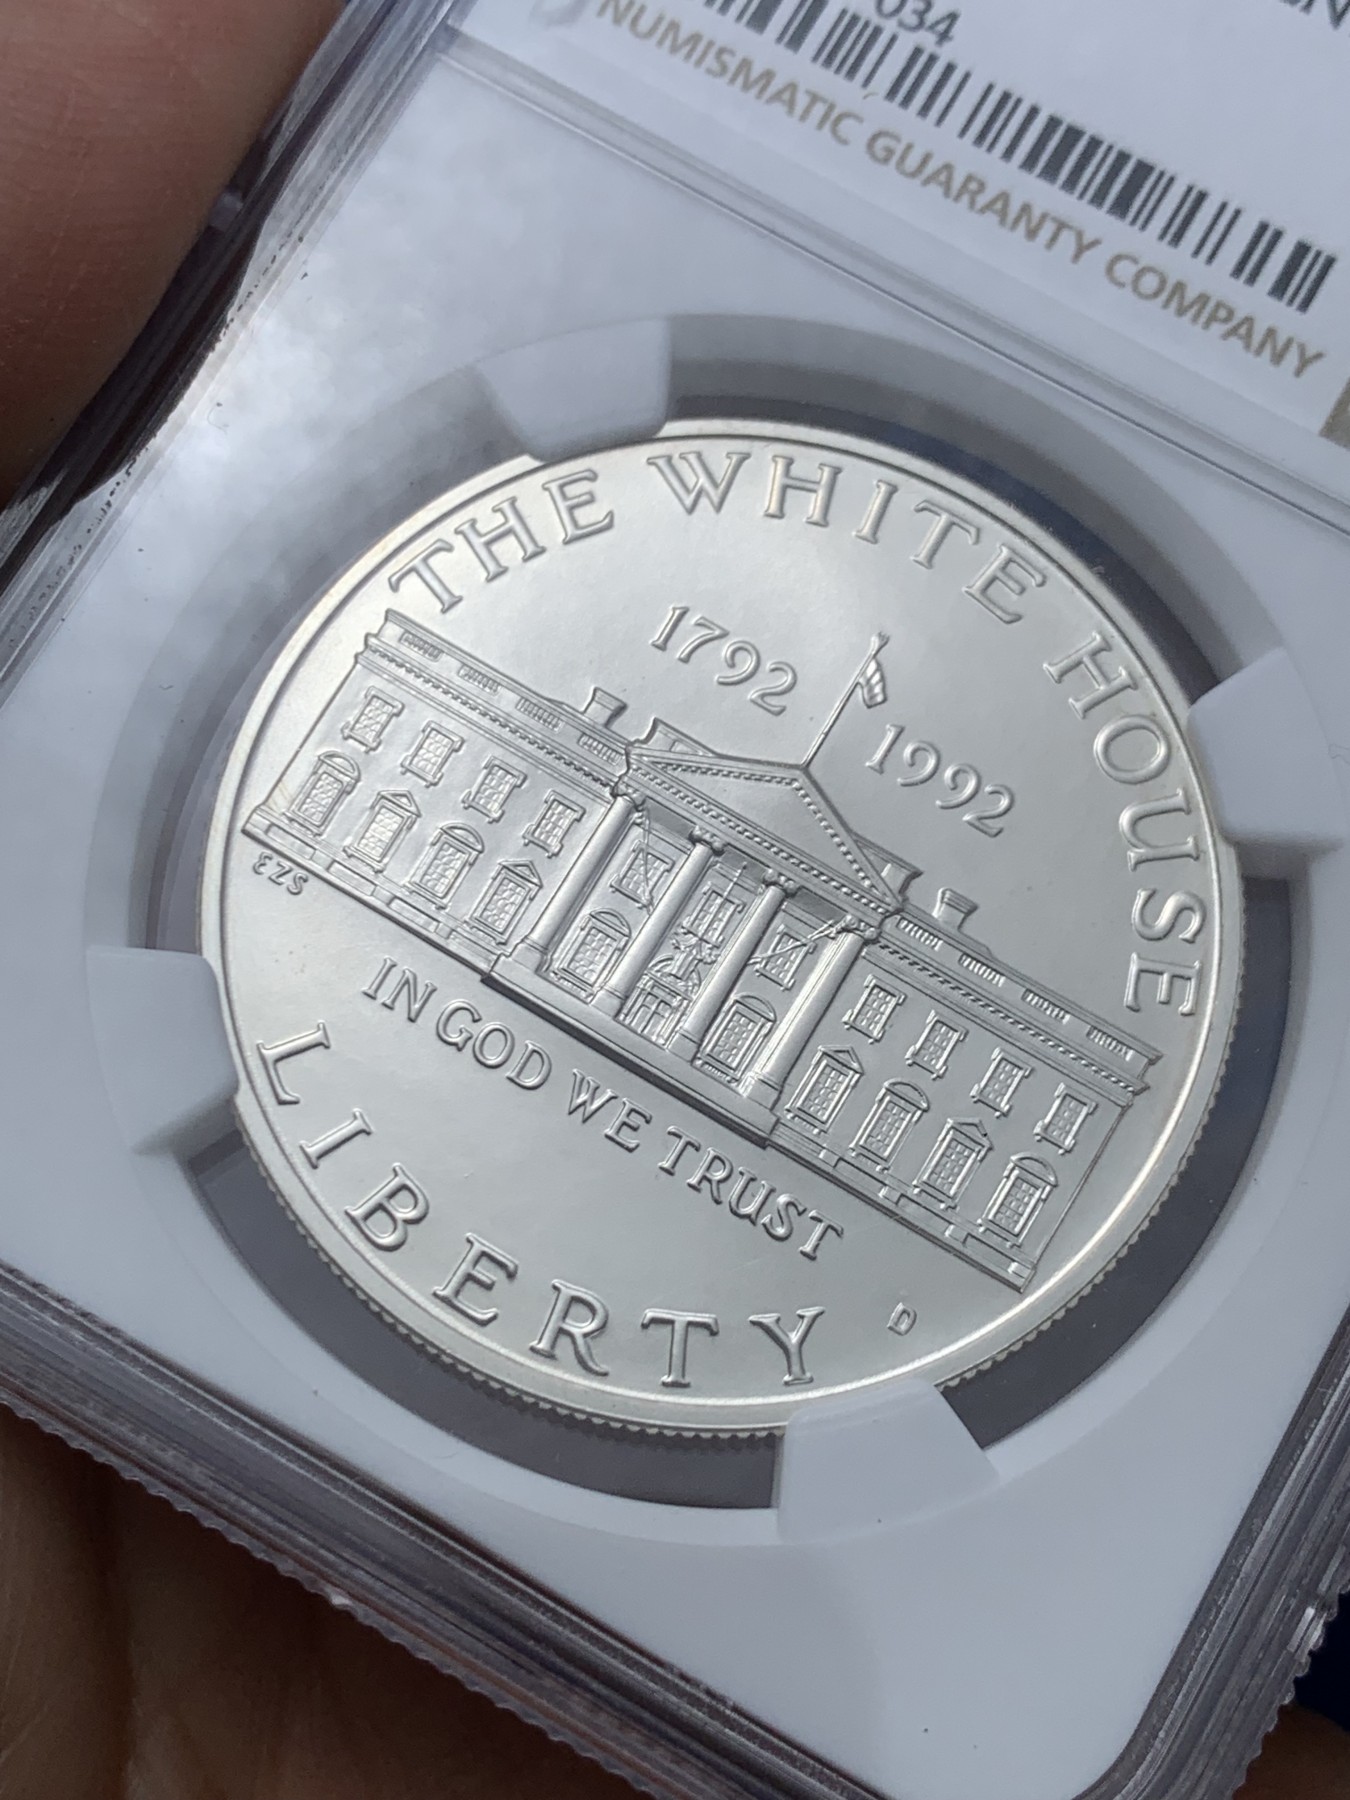 034
NUMISMATIC GUARANTY COMPANY
THE WHITE HOUSE
1792
1992
EZS
IN GOD WE TRUST
LIBERTY
D